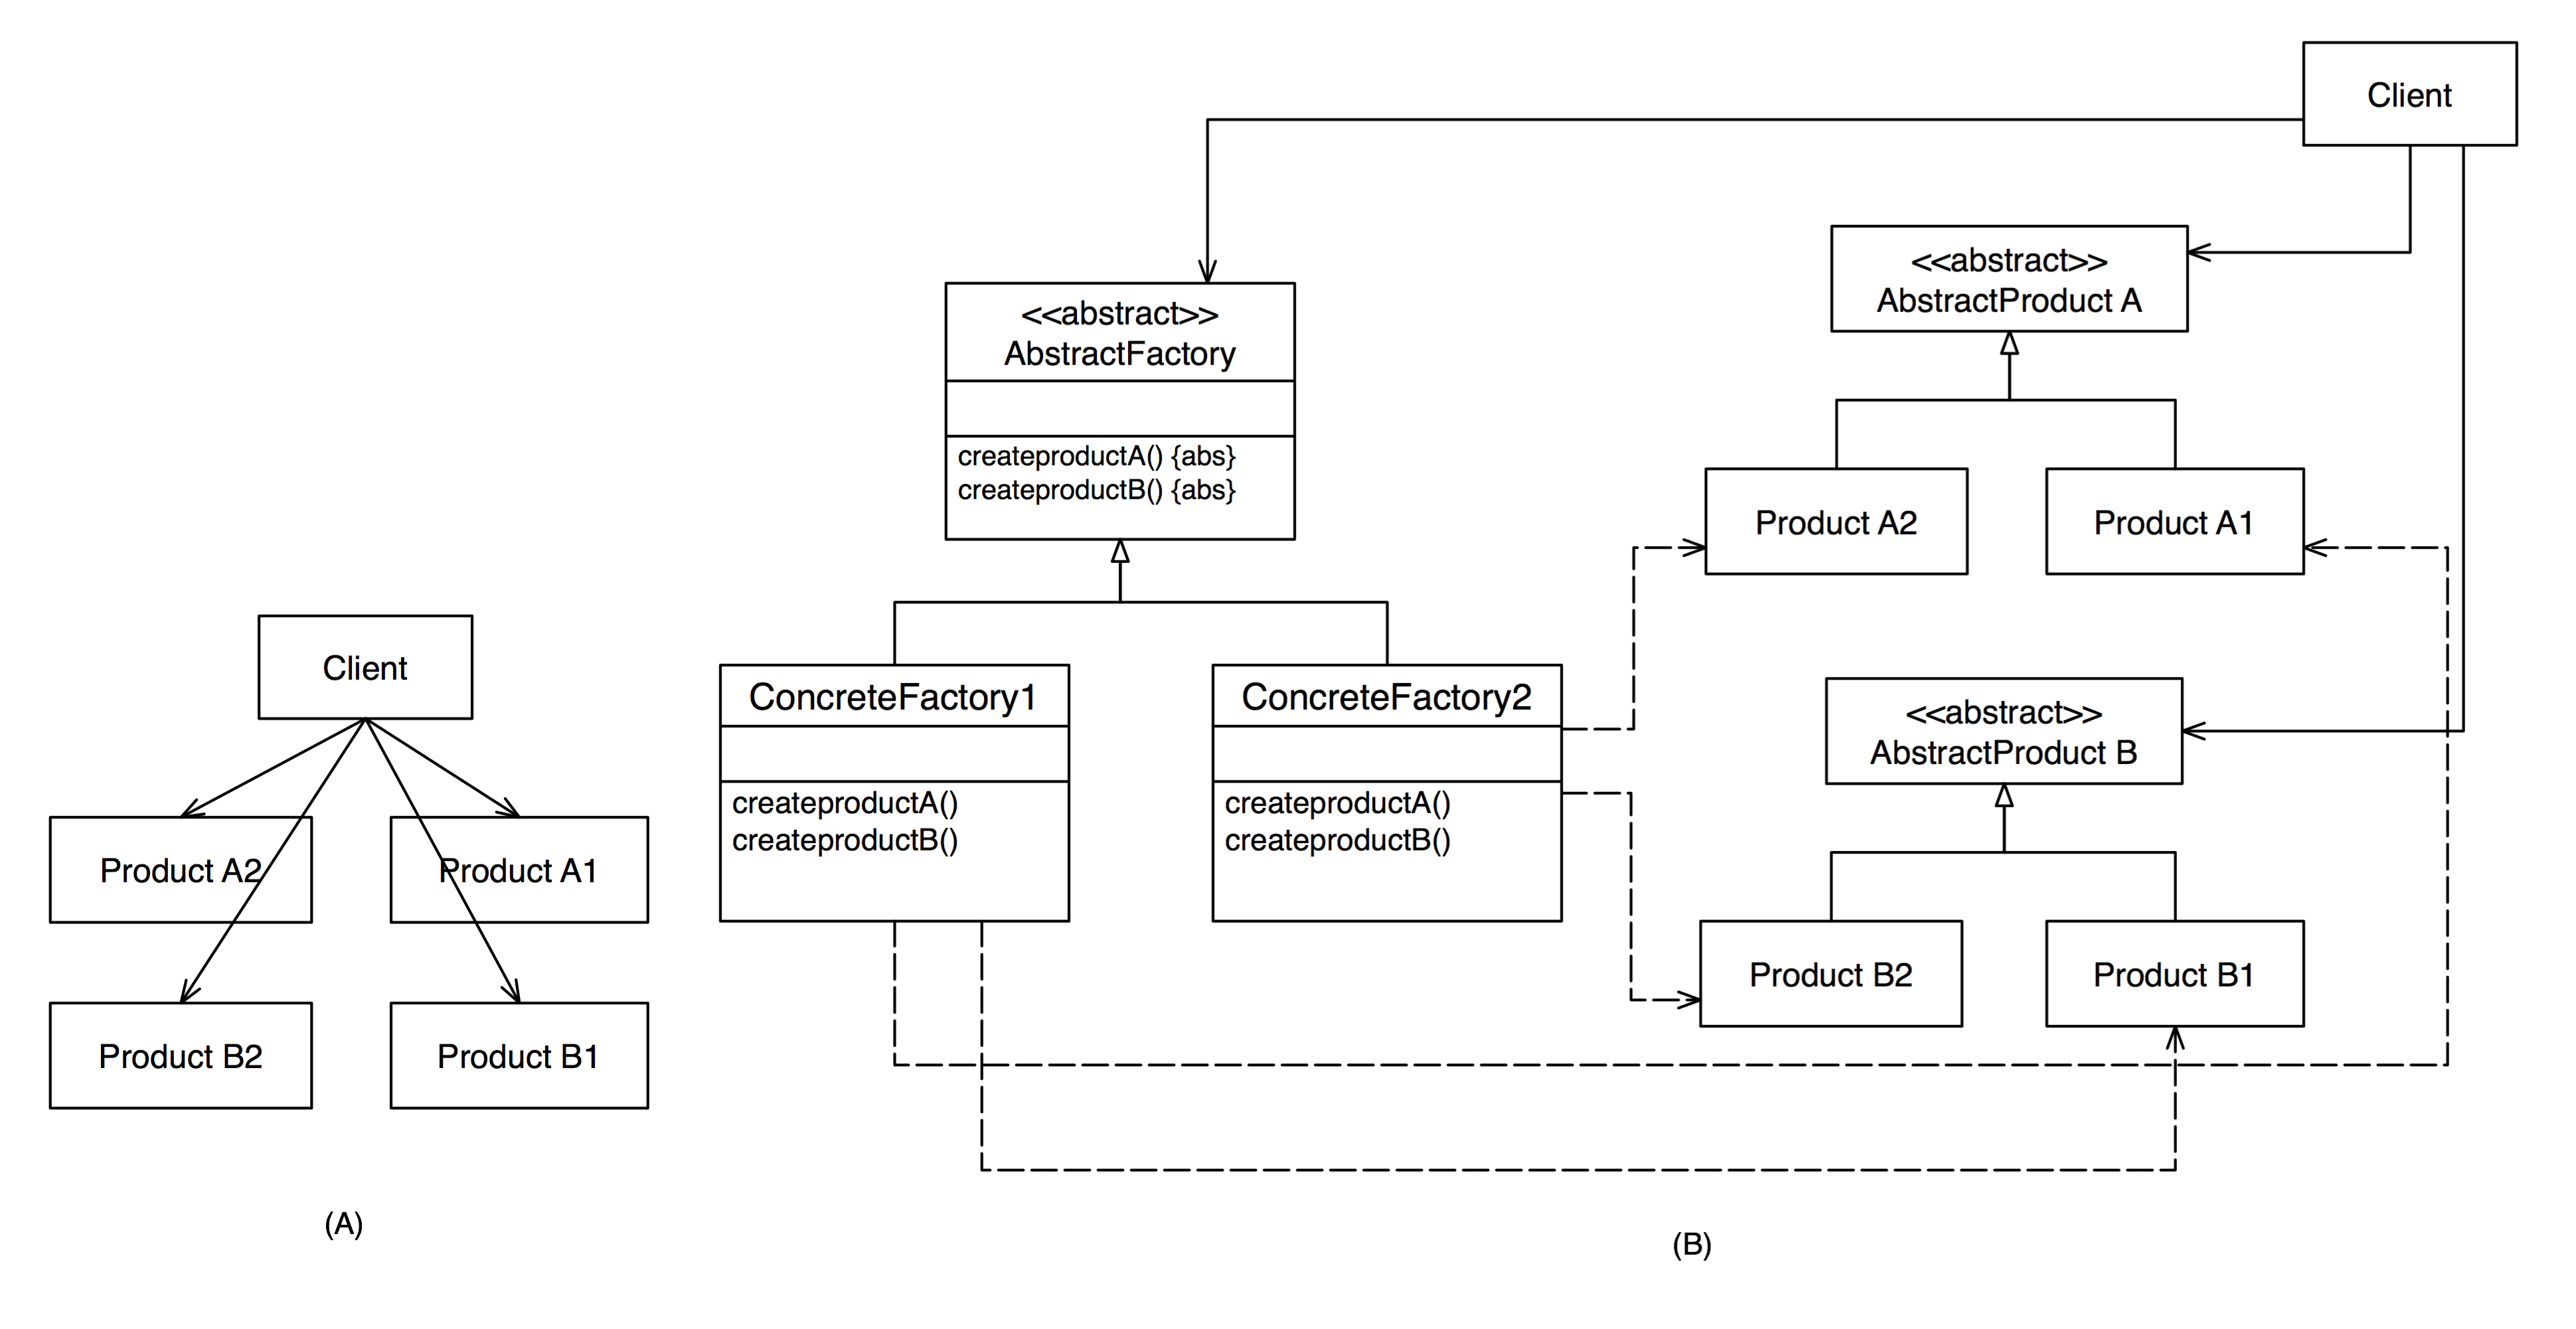 Client
Product A2
Product A1
Product B2
Product B1
(A)
Client
<<abstract>>
AbstractFactory
createproductA() {abs}
createproductB() {abs}
ConcreteFactory1
createproductA()
createproductB()
ConcreteFactory2
createproductA()
createproductB()
<<abstract>>
AbstractProduct A
Product A2
Product A1
<<abstract>>
AbstractProduct B
Product B2
Product B1
(B)